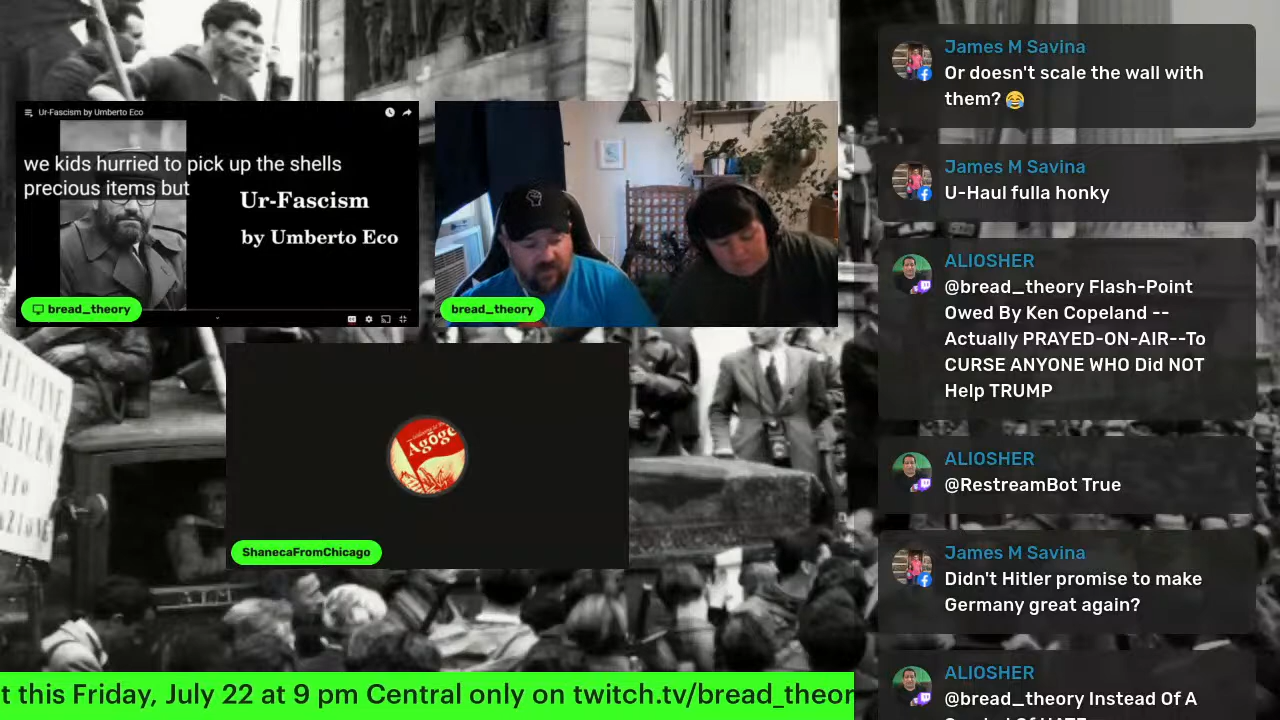 Ur-Fascism by Umberto Eco
we kids hurried to pick up the shells
precious items but
Ur-Fascism
by Umberto Eco
bread_theory
bread_theory
Agōgē
ShanecaFromChicago
t this Friday, July 22 at 9 pm Central only on twitch.tv/bread_theor
James M Savina
Or doesn't scale the wall with
them? 😂
James M Savina
U-Haul fulla honky
ALIOSHER
@bread_theory Flash-Point
Owed By Ken Copeland --
Actually PRAYED-ON-AIR--To
CURSE ANYONE WHO Did NOT
Help TRUMP
ALIOSHER
@RestreamBot True
James M Savina
Didn't Hitler promise to make
Germany great again?
ALIOSHER
@bread_theory Instead Of A